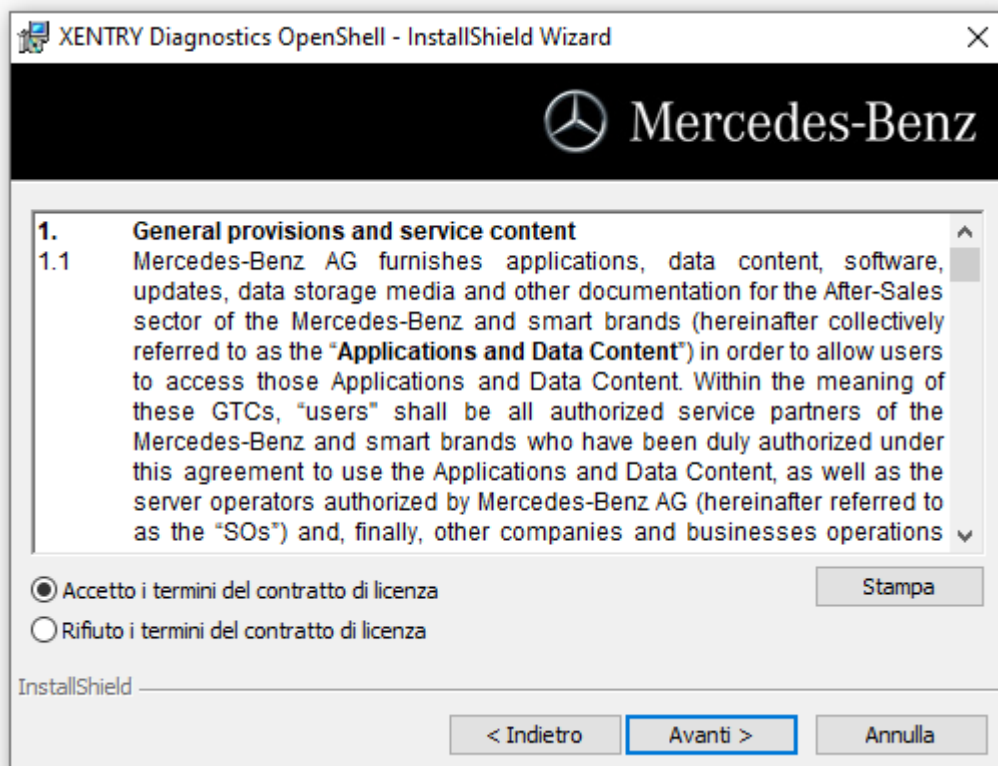 XENTRY Diagnostics OpenShell - InstallShield Wizard
Mercedes-Benz
1. General provisions and service content
1.1 Mercedes-Benz AG furnishes applications, data content, software,
updates, data storage media and other documentation for the After-Sales
sector of the Mercedes-Benz and smart brands (hereinafter collectively
referred to as the “Applications and Data Content”) in order to allow users
to access those Applications and Data Content. Within the meaning of
these GTCs, “users" shall be all authorized service partners of the
Mercedes-Benz and smart brands who have been duly authorized under
this agreement to use the Applications and Data Content, as well as the
server operators authorized by Mercedes-Benz AG (hereinafter referred to
as the “SOs”) and, finally, other companies and businesses operations
Accetto i termini del contratto di licenza
Stampa
Rifiuto i termini del contratto di licenza
InstallShield
< Indietro
Avanti >
Annulla